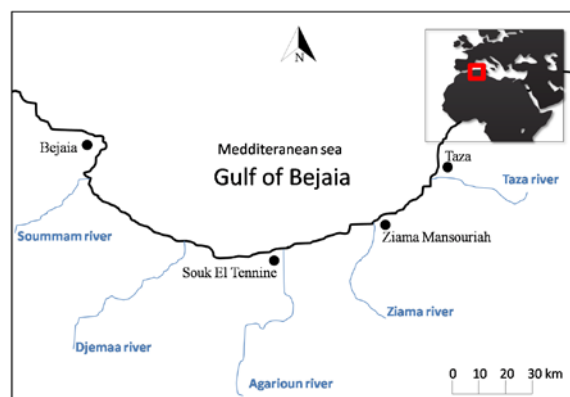 N
Bejaia
Medditeranean sea
Gulf of Bejaia
Taza
Taza river
Soummam river
Ziama Mansouriah
Souk El Tennine
Ziama river
Djemaa river
Agarioun river
0 10 20 30 km